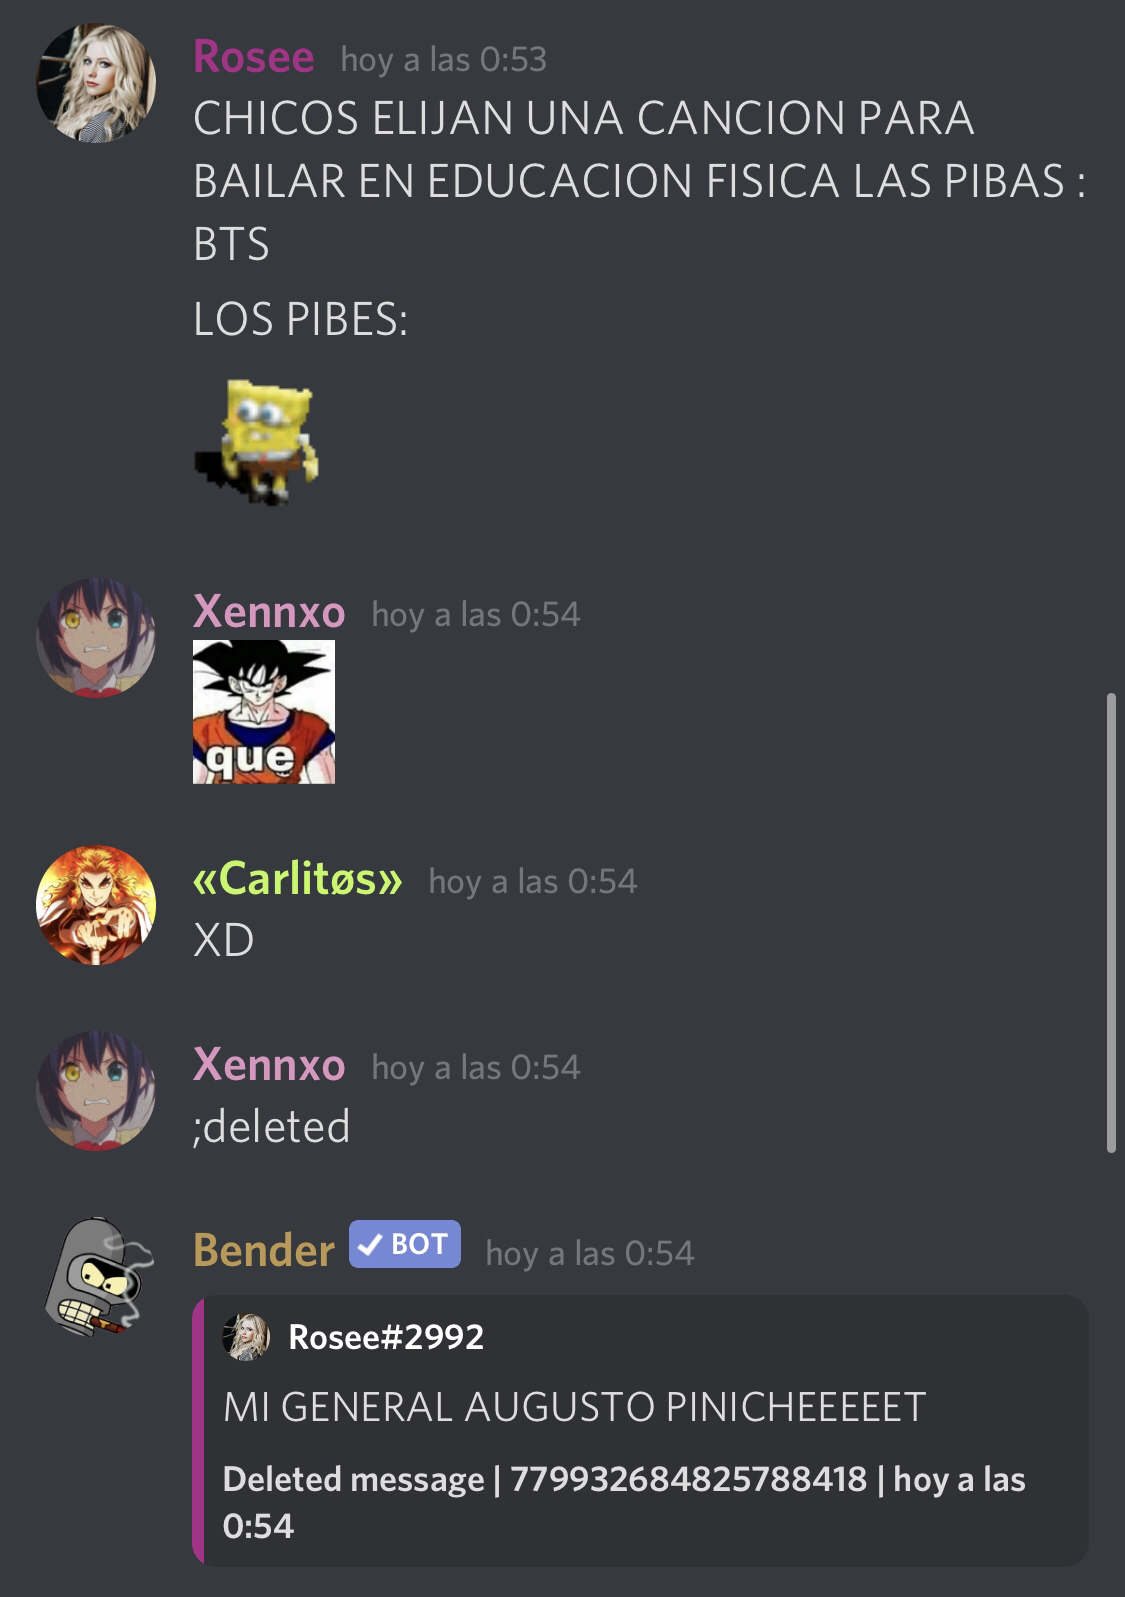 Rosee hoy a las 0:53
CHICOS ELIJAN UNA CANCION PARA
BAILAR EN EDUCACION FISICA LAS PIBAS :
BTS
LOS PIBES:
Xennxo hoy a las 0:54
que
«Carlitøs» hoy a las 0:54
XD
Xennxo hoy a las 0:54
;deleted
Bender BOT hoy a las 0:54
Rosee#2992
MI GENERAL AUGUSTO PINICHEEEEET
Deleted message | 779932684825788418 | hoy a las
0:54